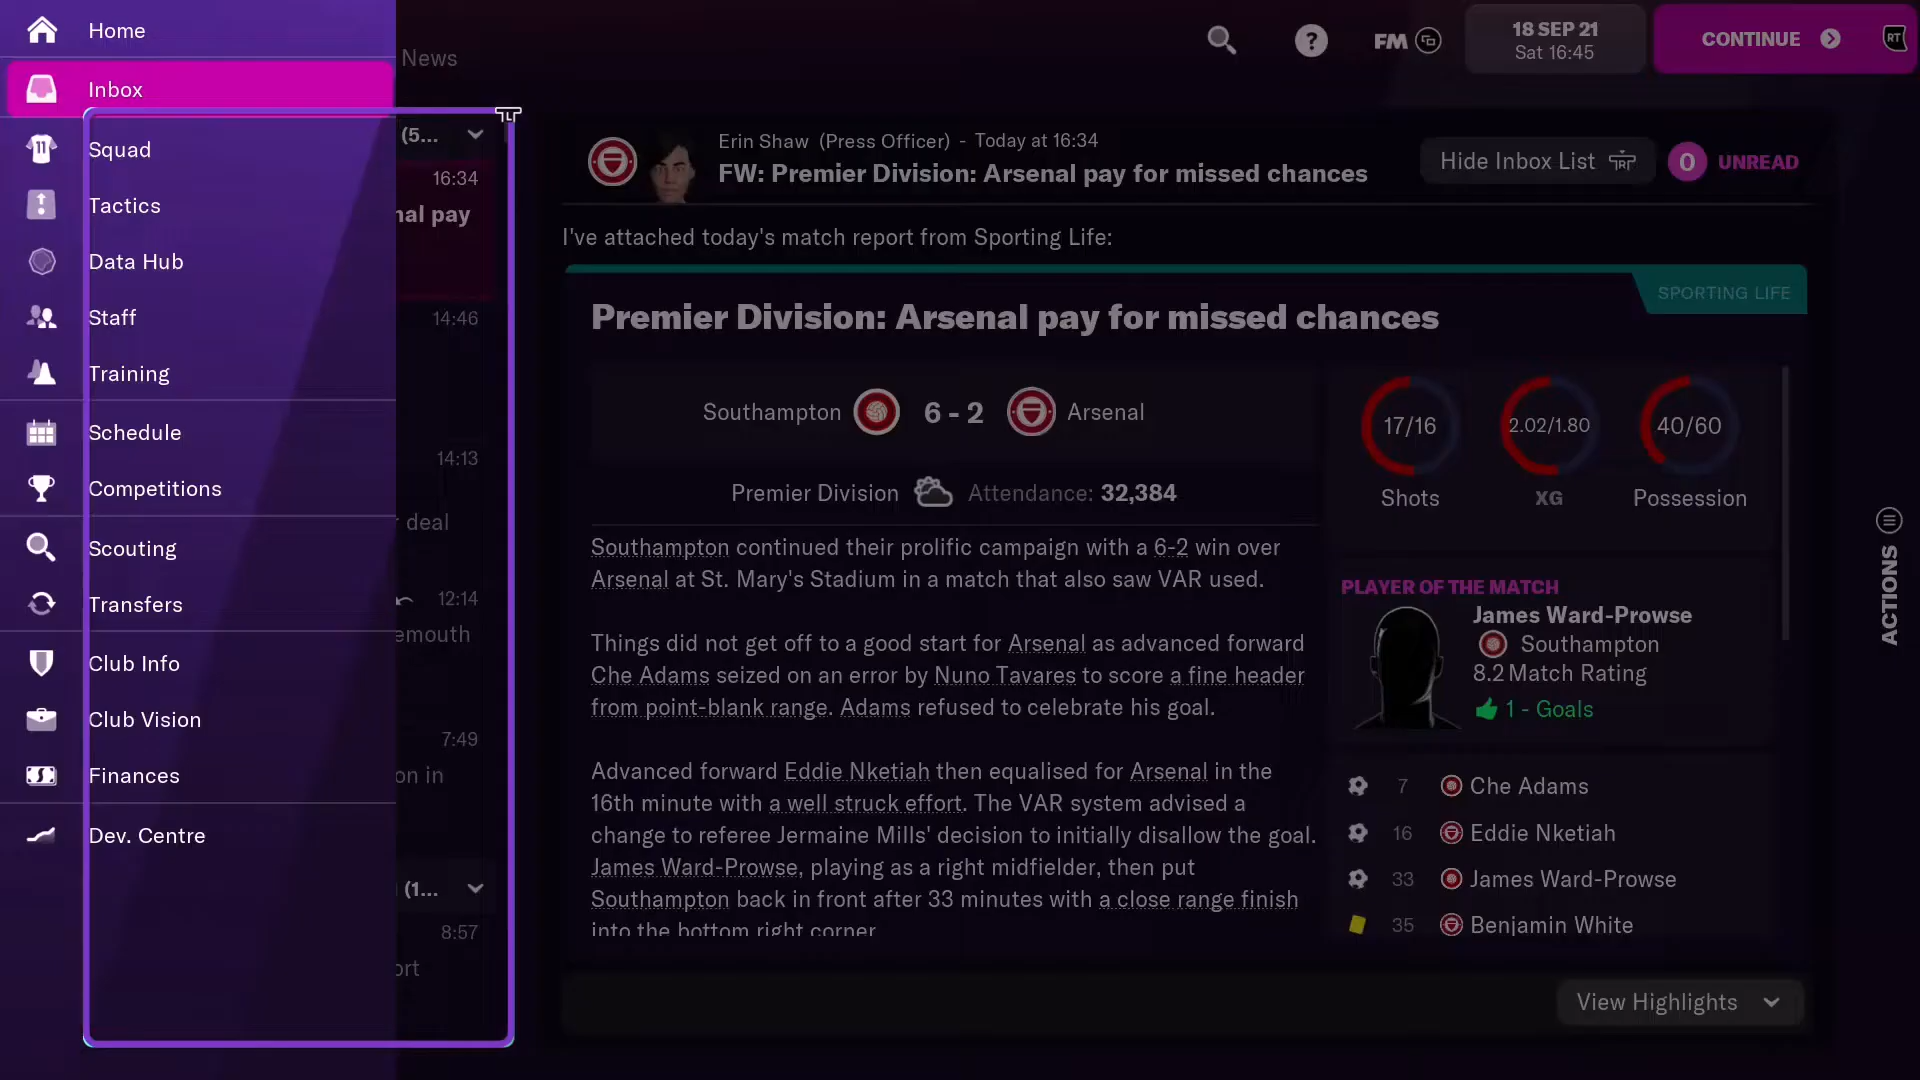 Home
Inbox
Squad
Tactics
Data Hub
Staff
Training
Schedule
Competitions
Scouting
Transfers
Club Info
Club Vision
Finances
Dev. Centre
News
FM
18 SEP 21
Sat 16:45
CONTINUE
RT
(5...
16:34
nal pay
14:46
14:13
deal
12:14
emouth
7:49
on in
(1...
8:57
ort
Erin Shaw (Press Officer) - Today at 16:34
FW: Premier Division: Arsenal pay for missed chances
Hide Inbox List
0 UNREAD
I've attached today's match report from Sporting Life:
SPORTING LIFE
Premier Division: Arsenal pay for missed chances
Southampton 6 - 2 Arsenal
Premier Division Attendance: 32,384
Southampton continued their prolific campaign with a 6-2 win over
Arsenal at St. Mary's Stadium in a match that also saw VAR used.
Things did not get off to a good start for Arsenal as advanced forward
Che Adams seized on an error by Nuno Tavares to score a fine header
from point-blank range. Adams refused to celebrate his goal.
Advanced forward Eddie Nketiah then equalised for Arsenal in the
16th minute with a well struck effort. The VAR system advised a
change to referee Jermaine Mills' decision to initially disallow the goal.
James Ward-Prowse, playing as a right midfielder, then put
Southampton back in front after 33 minutes with a close range finish
into the bottom right corner
17/16 2.02/1.80 40/60
Shots XG Possession
PLAYER OF THE MATCH
James Ward-Prowse
Southampton
8.2 Match Rating
1 - Goals
7 Che Adams
16 Eddie Nketiah
33 James Ward-Prowse
35 Benjamin White
View Highlights
ACTIONS